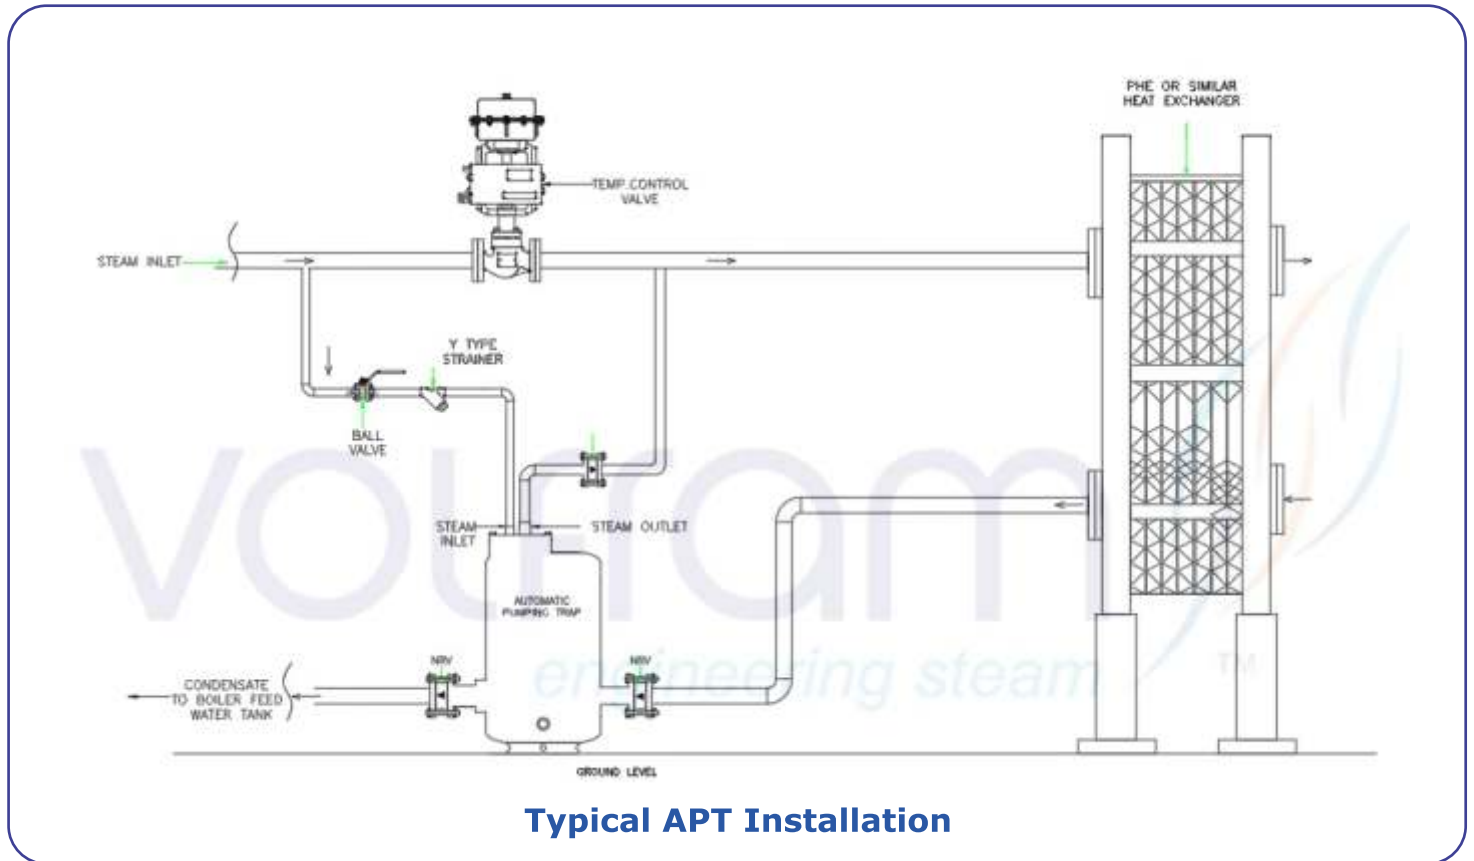 PHE OR SIMILAR
HEAT EXCHANGER
TEMP.CONTROL
VALVE
STEAM INLET
Y TYPE
STRAINER
BALL
VALVE
STEAM
INLET
STEAM OUTLET
AUTOMATIC
PUMPING TRAP
NRV
NRV
CONDENSATE
TO BOILER FEED
WATER TANK
volfram
engineering steam
TM
GROUND LEVEL
Typical APT Installation